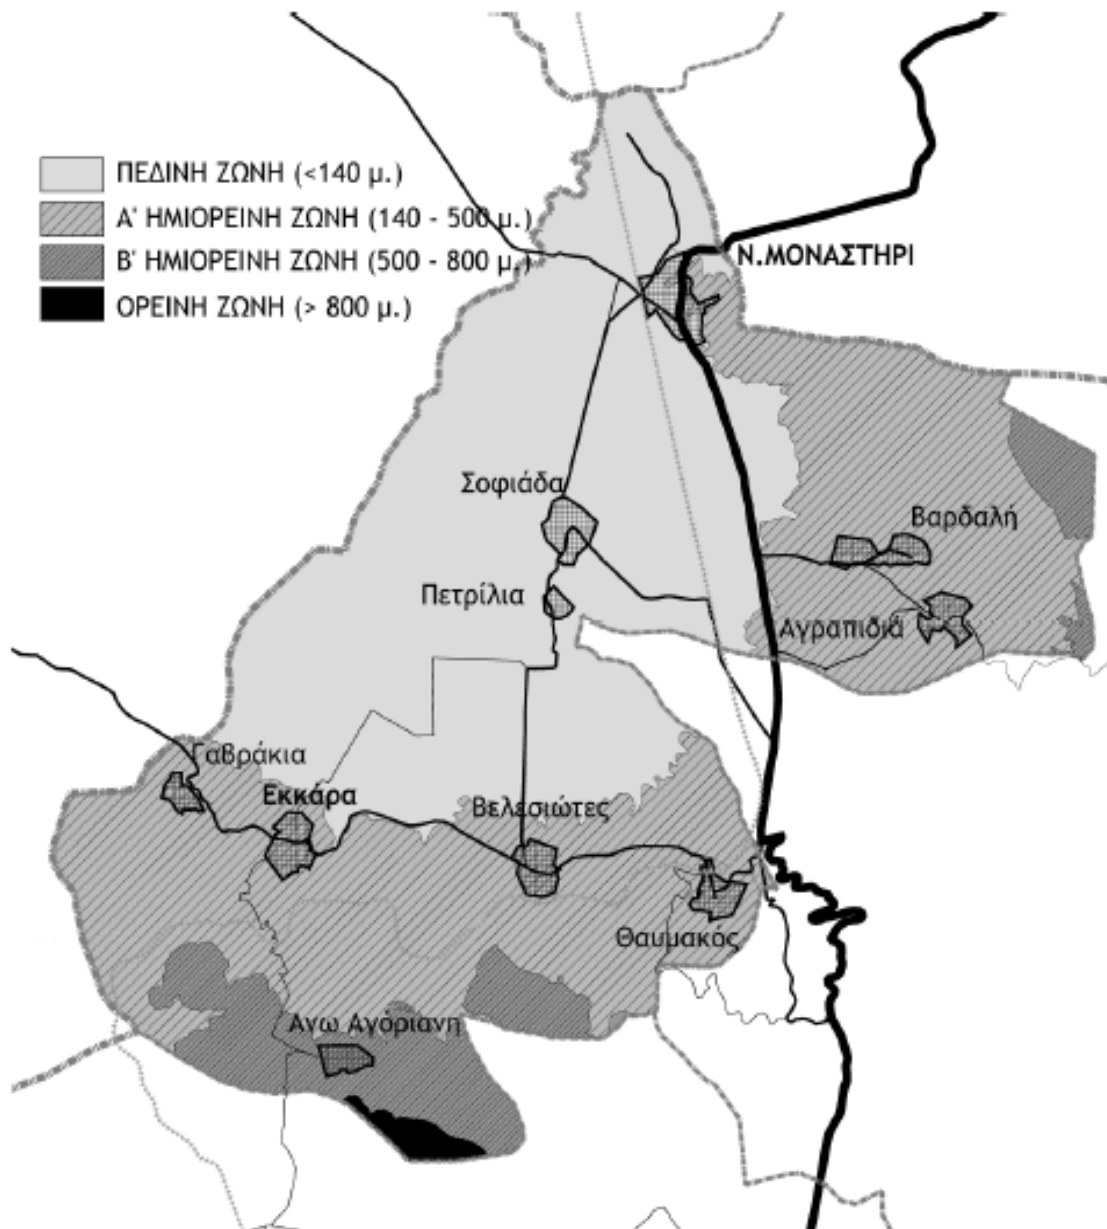 ΠΕΔΙΝΗ ΖΩΝΗ (<140 μ.)
Α' ΗΜΙΟΡΕΙΝΗ ΖΩΝΗ (140 - 500 μ.)
Β' ΗΜΙΟΡΕΙΝΗ ΖΩΝΗ (500 - 800 μ.)
ΟΡΕΙΝΗ ΖΩΝΗ (> 800 μ.)
Ν.ΜΟΝΑΣΤΗΡΙ
Σοφιάδα
Βαρδαλή
Πετρίλια
Αγραπιδιά
Γαβράκια
Εκκάρα
Βελεσιώτες
Θαυμακός
Ανω Αγόριανη